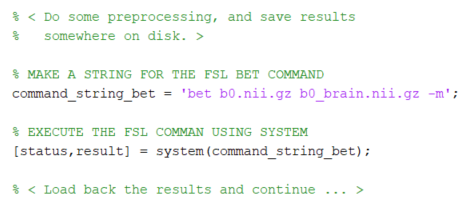 % < Do some preprocessing, and save results
%   somewhere on disk. >
% MAKE A STRING FOR THE FSL BET COMMAND
command_string_bet = 'bet b0.nii.gz b0_brain.nii.gz -m';
% EXECUTE THE FSL COMMAN USING SYSTEM
[status,result] = system(command_string_bet);
% < Load back the results and continue ... >